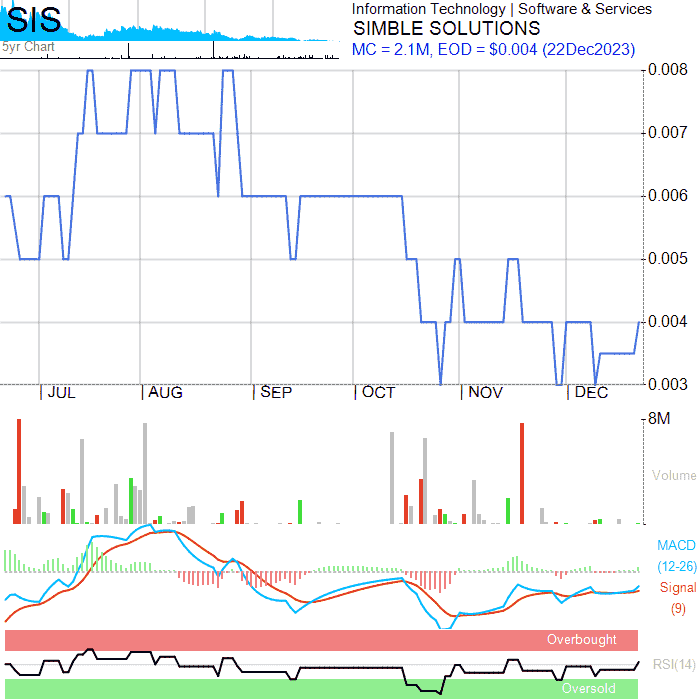 SIS
5yr Chart
Information Technology | Software & Services
SIMBLE SOLUTIONS
MC = 2.1M, EOD = $0.004 (22Dec2023)
0.008
0.007
0.006
0.005
0.004
0.003
| JUL | AUG | SEP | OCT | NOV | DEC
8M
Volume
MACD
(12-26)
Signal
(9)
Overbought
RSI(14)
Oversold